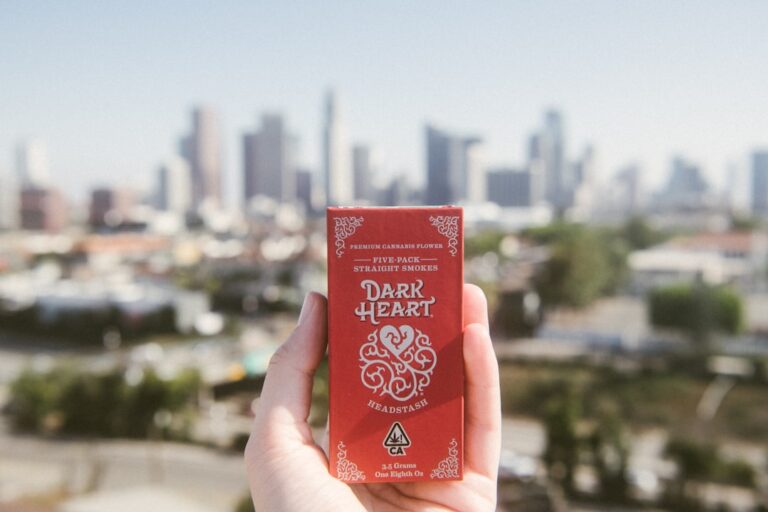 PREMIUM CANNABIS FLOWER
FIVE-PACK
STRAIGHT SMOKES
DARK
HEART
HEADSTASH
CA
3.5 Grams
One Eighth Oz